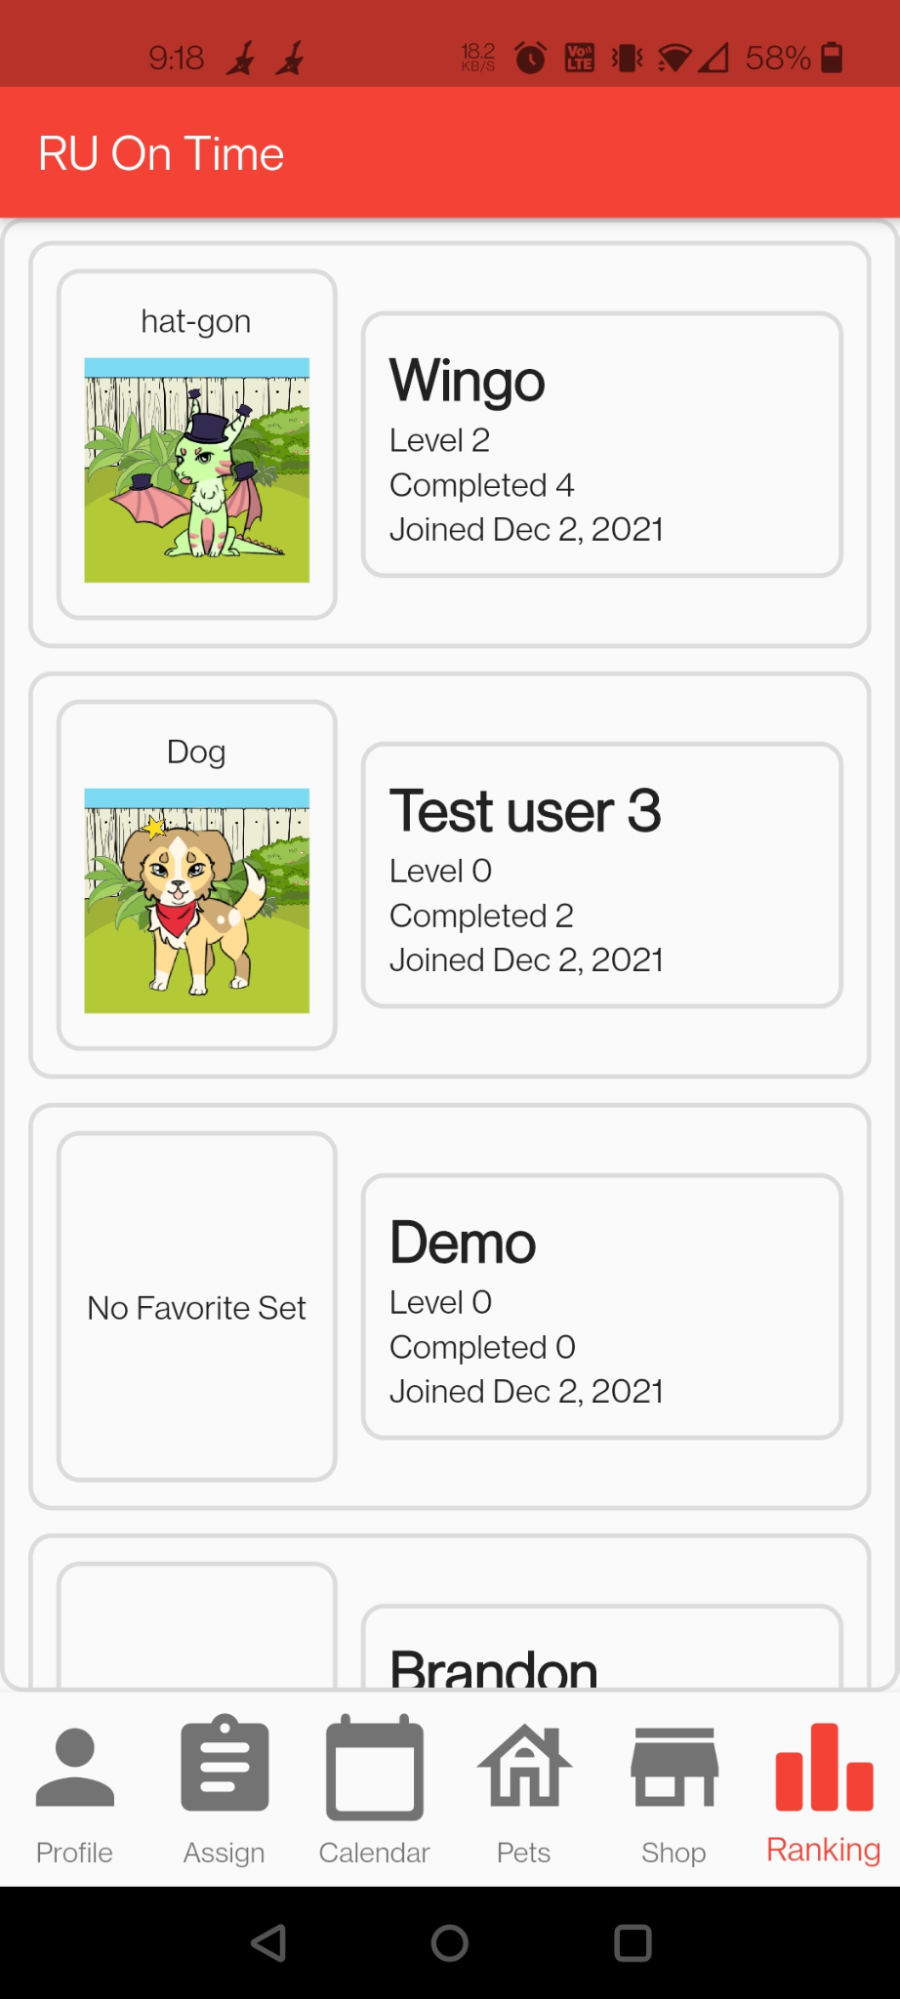 9:18 18.2 KB/S Vo)) LTE 58%
RU On Time
hat-gon
Wingo
Level 2
Completed 4
Joined Dec 2, 2021
Dog
Test user 3
Level 0
Completed 2
Joined Dec 2, 2021
No Favorite Set
Demo
Level 0
Completed 0
Joined Dec 2, 2021
Brandon
Profile Assign Calendar Pets Shop Ranking